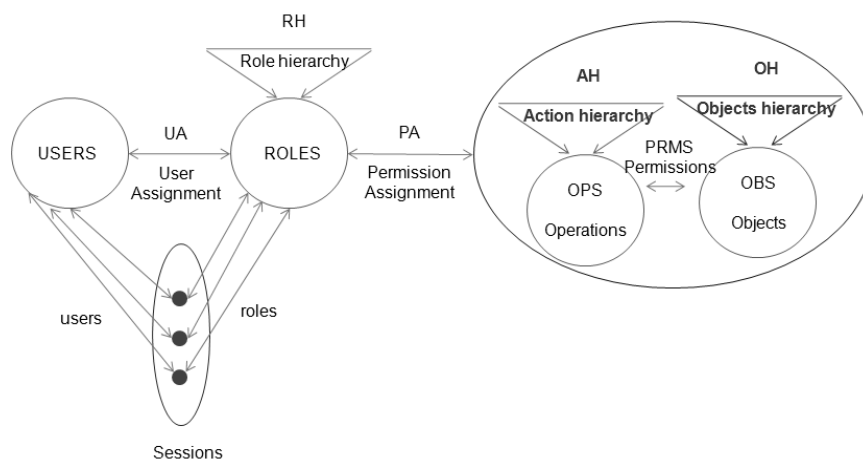 RH
Role hierarchy
AH
OH
Action hierarchy
Objects hierarchy
UA
PA
USERS
ROLES
User
Assignment
Permission
Assignment
PRMS
Permissions
OPS
Operations
OBS
Objects
users
roles
Sessions